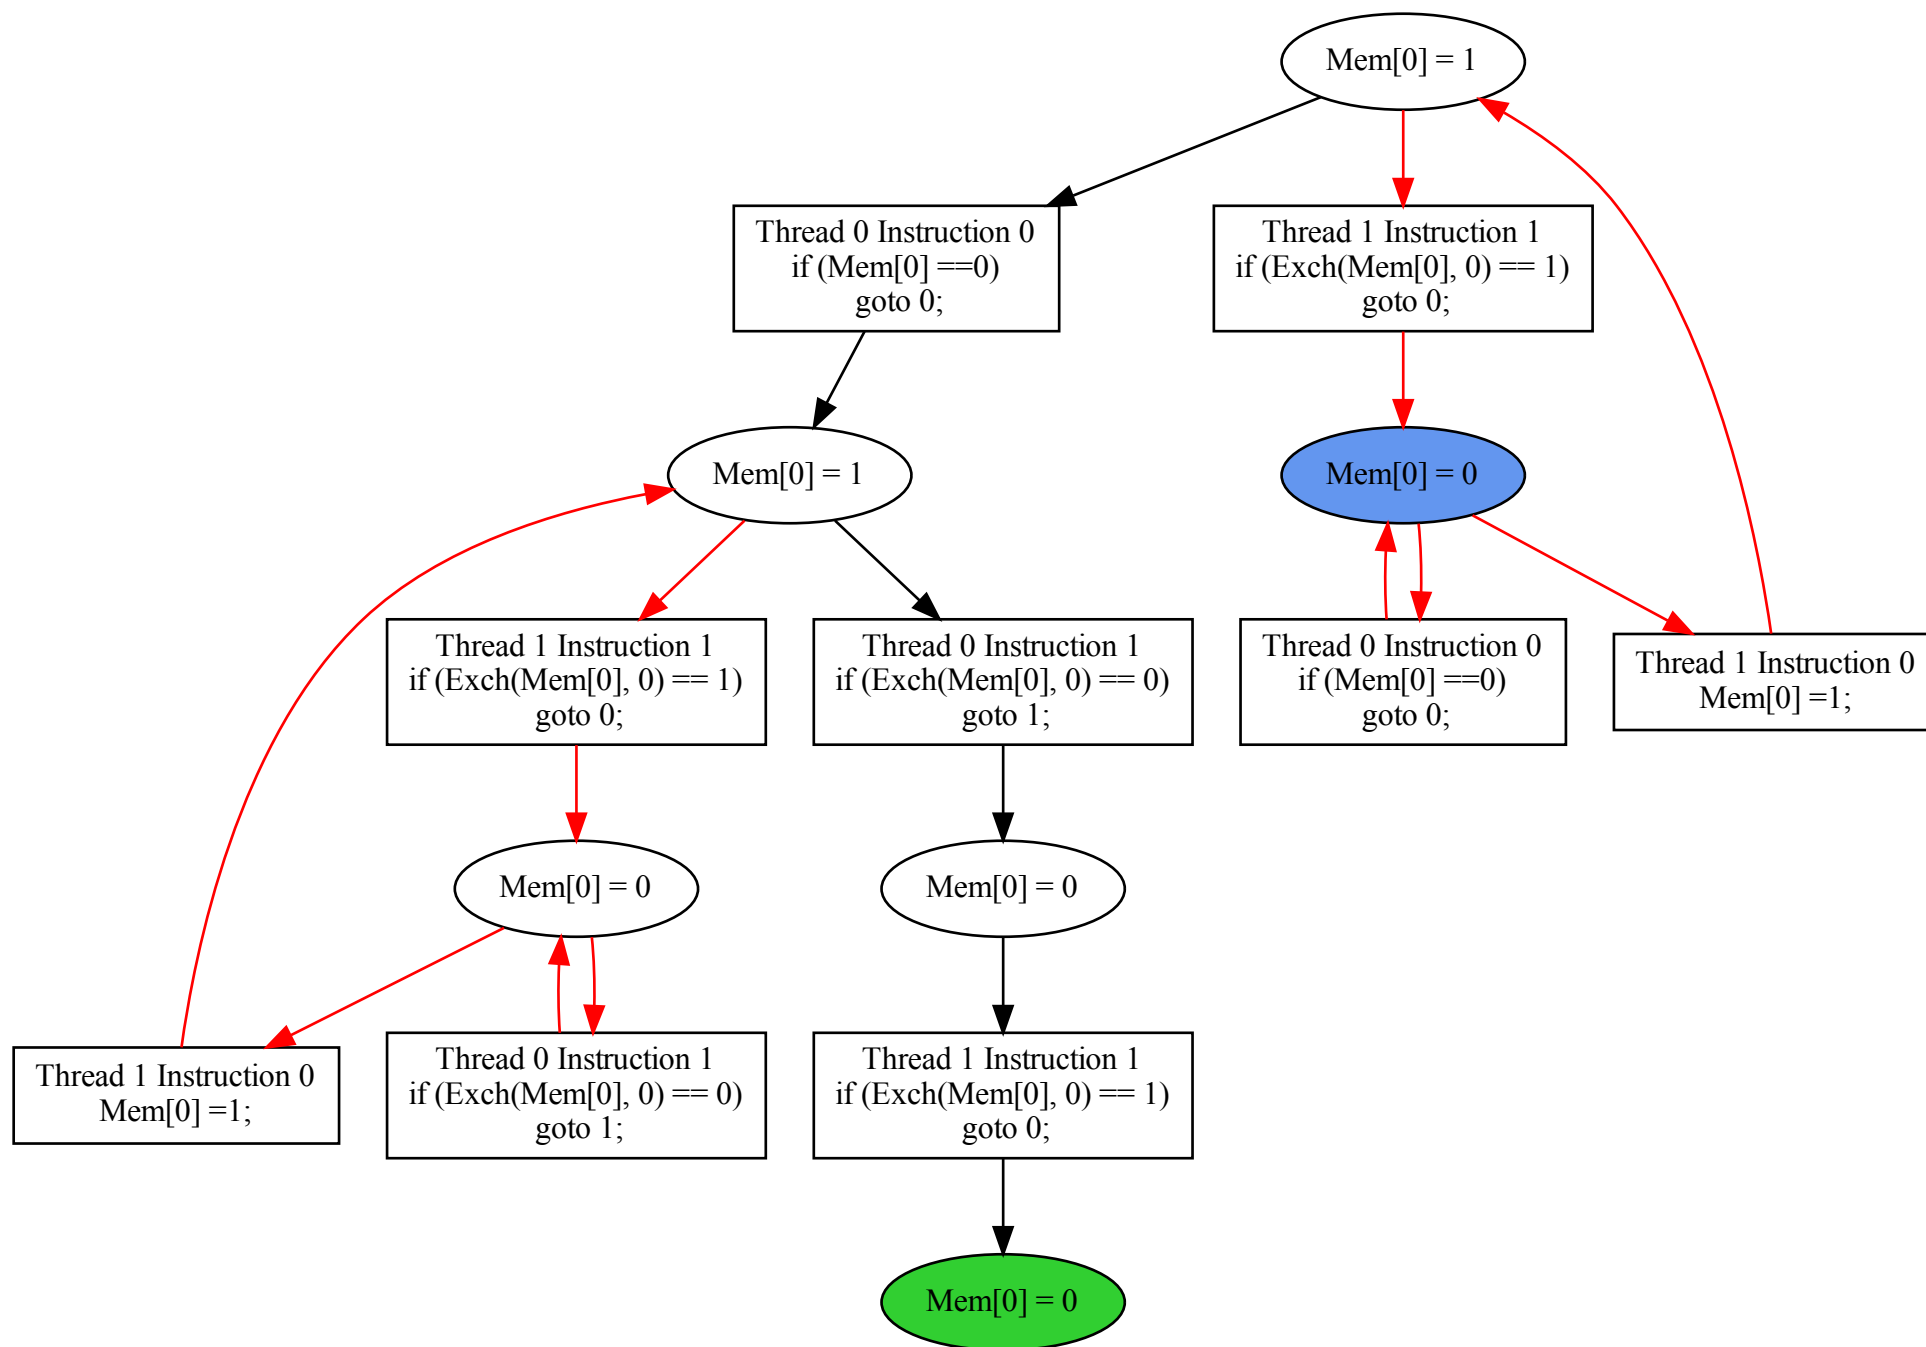 Mem[0] = 1
Thread 0 Instruction 0
if (Mem[0] ==0)
goto 0;
Thread 1 Instruction 1
if (Exch(Mem[0], 0) == 1)
goto 0;
Mem[0] = 1
Mem[0] = 0
Thread 1 Instruction 1
if (Exch(Mem[0], 0) == 1)
goto 0;
Thread 0 Instruction 1
if (Exch(Mem[0], 0) == 0)
goto 1;
Thread 0 Instruction 0
if (Mem[0] ==0)
goto 0;
Thread 1 Instruction 0
Mem[0] =1;
Mem[0] = 0
Mem[0] = 0
Thread 1 Instruction 0
Mem[0] =1;
Thread 0 Instruction 1
if (Exch(Mem[0], 0) == 0)
goto 1;
Thread 1 Instruction 1
if (Exch(Mem[0], 0) == 1)
goto 0;
Mem[0] = 0